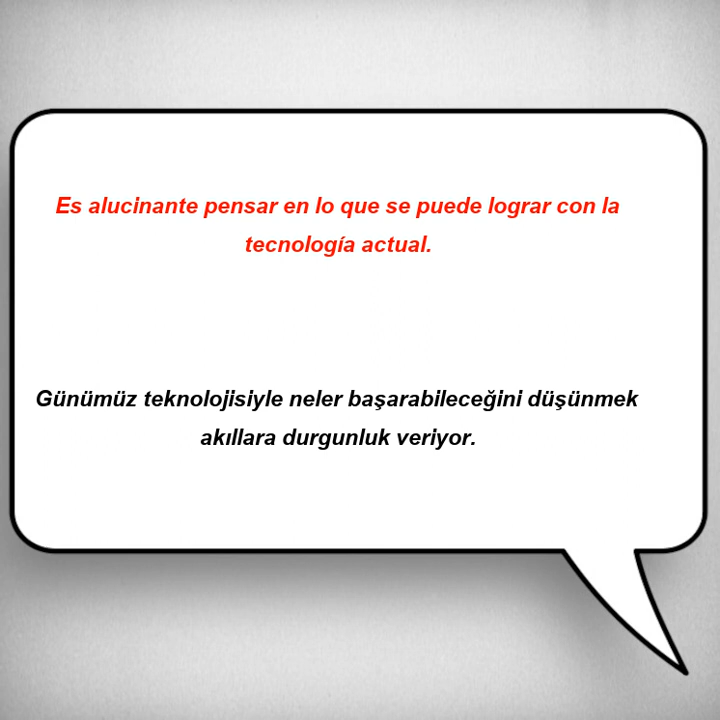 Es alucinante pensar en lo que se puede lograr con la
tecnología actual.
Günümüz teknolojisiyle neler başarabileceğini düşünmek
akıllara durgunluk veriyor.